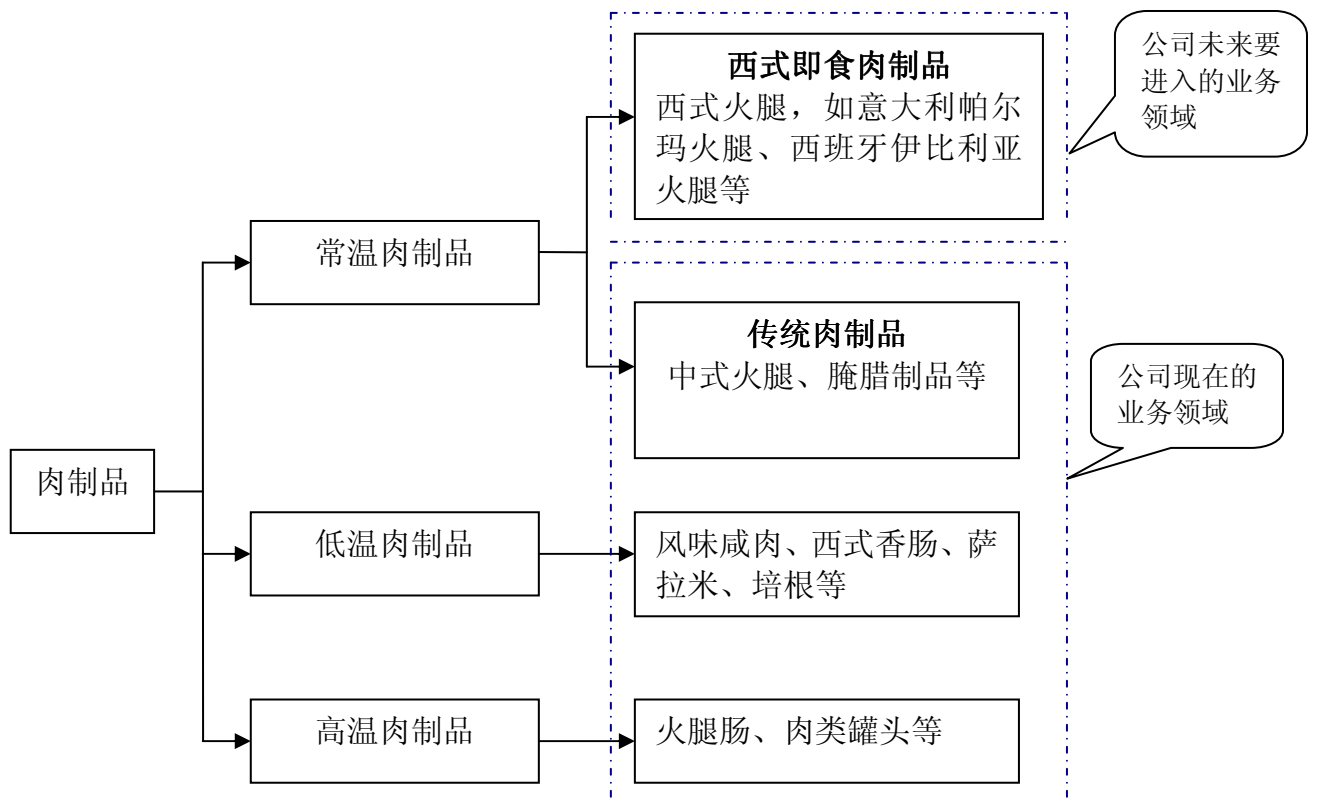 西式即食肉制品
西式火腿，如意大利帕尔
玛火腿、西班牙伊比利亚
火腿等
公司未来要
进入的业务
领域
常温肉制品
传统肉制品
中式火腿、腌腊制品等
公司现在的
业务领域
肉制品
低温肉制品
风味咸肉、西式香肠、萨
拉米、培根等
高温肉制品
火腿肠、肉类罐头等